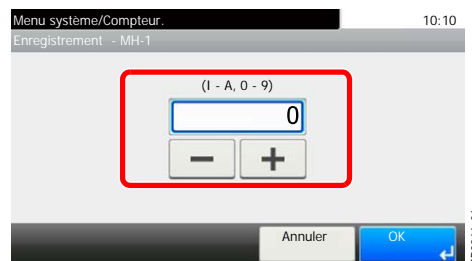 Menu système/Compteur. 10:10
Enregistrement - MH-1
(I - A, 0 - 9)
0
− +
Annuler OK